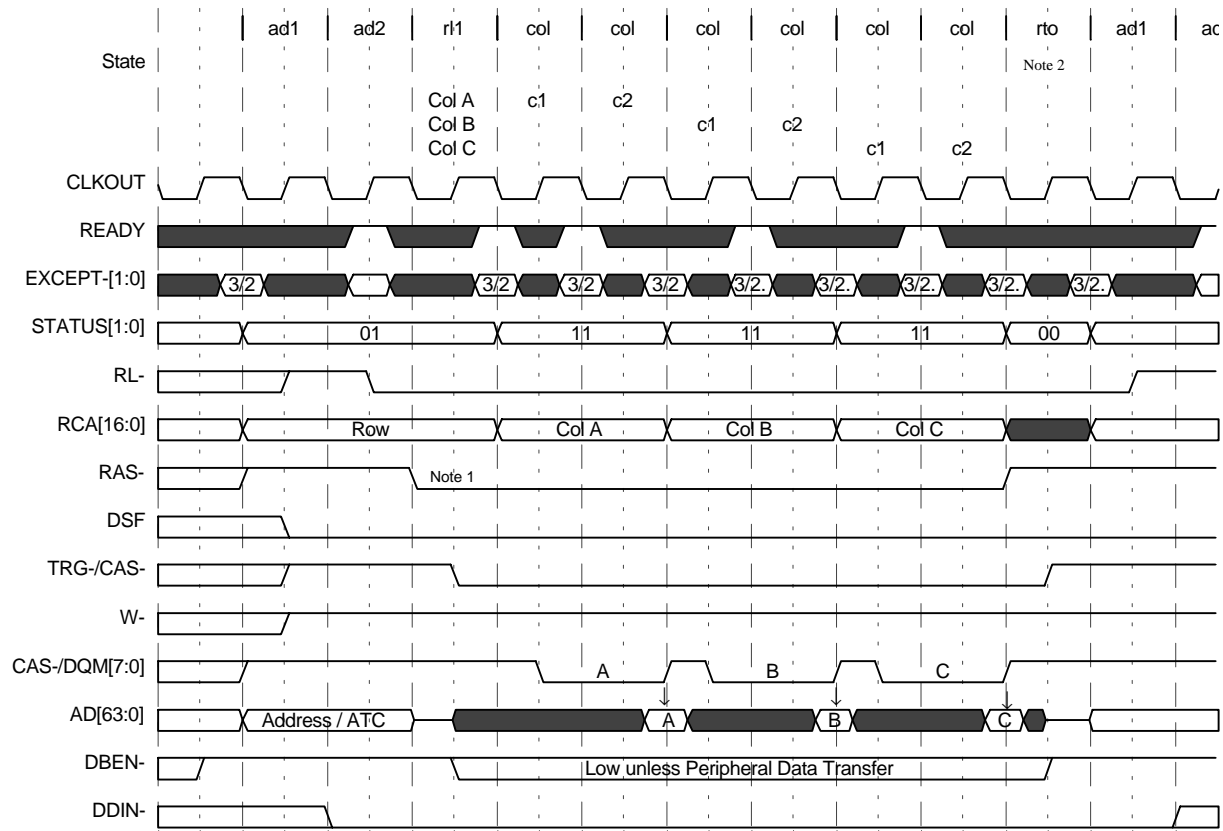 ad1 ad2 rl1 col col col col col col rto ad1 ac
State Note 2
Col A c1 c2
Col B c1 c2
Col C c1 c2
CLKOUT
READY
EXCEPT-[1:0] 3/2 3/2 3/2 3/2 3/2. 3/2. 3/2. 3/2. 3/2.
STATUS[1:0] 01 11 11 11 00
RL-
RCA[16:0] Row Col A Col B Col C
RAS- Note 1
DSF
TRG-/CAS-
W-
CAS-/DQM[7:0] A B C
AD[63:0] Address / ATC A B C
DBEN- Low unless Peripheral Data Transfer
DDIN-